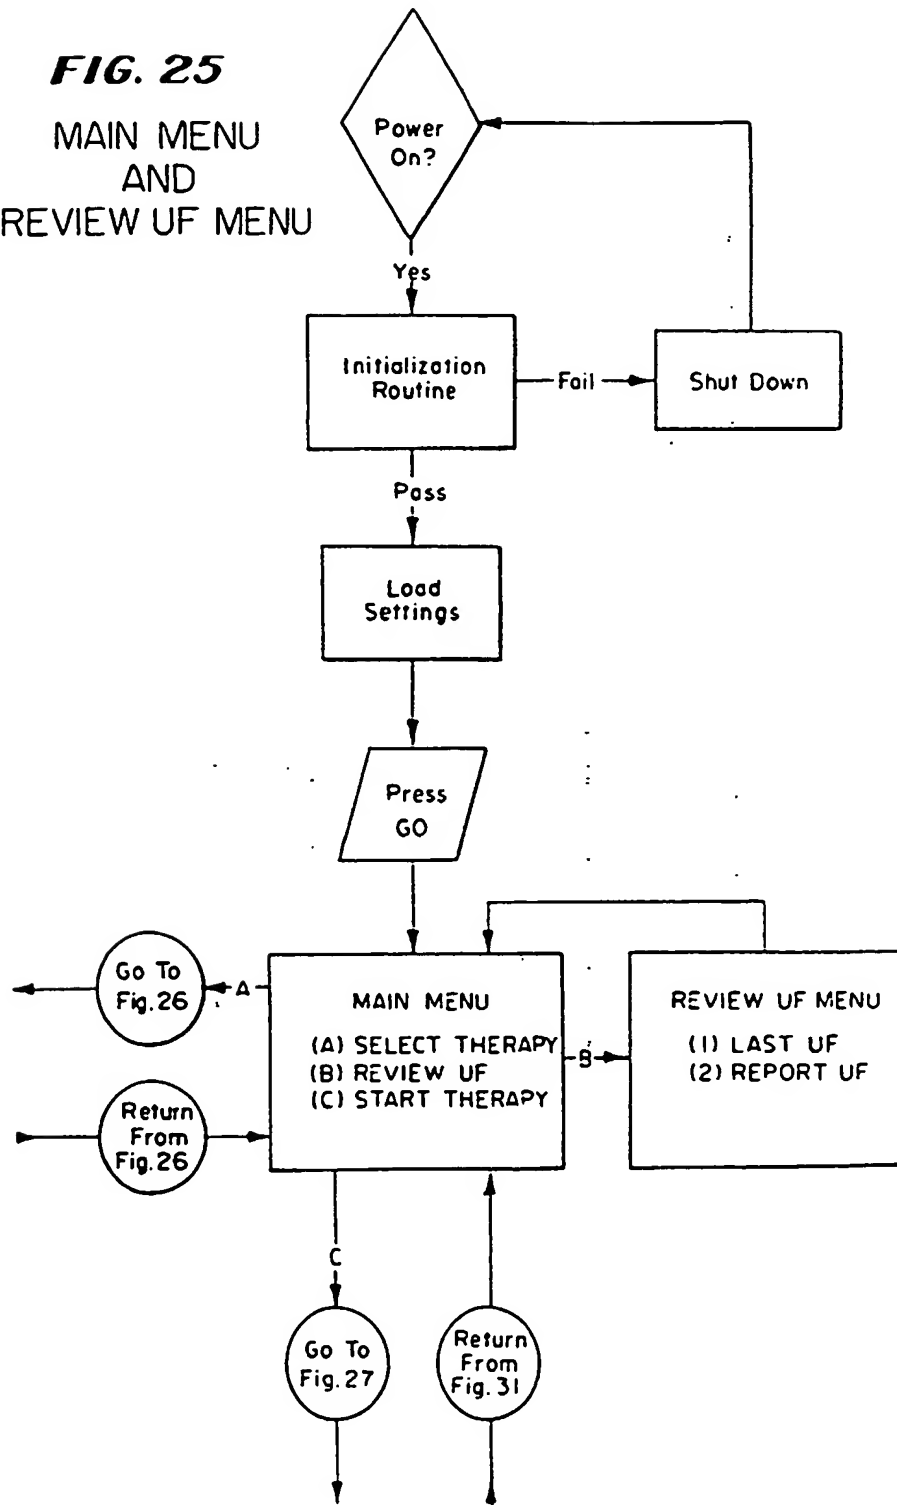 FIG. 25
MAIN MENU
AND
REVIEW UF MENU
Power
On?
Yes
Initialization
Routine
Fail
Shut Down
Pass
Load
Settings
Press
GO
Go To
Fig. 26
A
MAIN MENU
(A) SELECT THERAPY
(B) REVIEW UF
(C) START THERAPY
B
REVIEW UF MENU
(1) LAST UF
(2) REPORT UF
Return
From
Fig. 26
C
Go To
Fig. 27
Return
From
Fig. 31